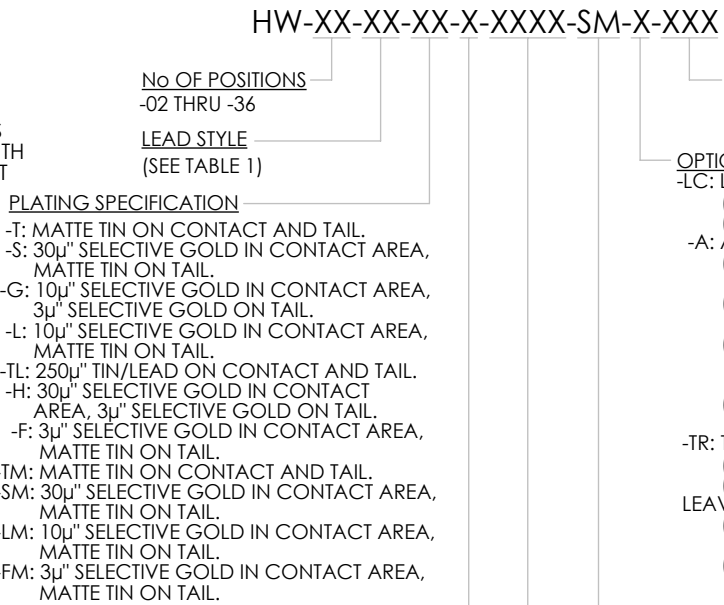 HW-XX-XX-XX-X-XXXX-SM-X-XXX
No OF POSITIONS
-02 THRU -36
LEAD STYLE
(SEE TABLE 1)
PLATING SPECIFICATION
-T: MATTE TIN ON CONTACT AND TAIL.
-S: 30µ" SELECTIVE GOLD IN CONTACT AREA,
MATTE TIN ON TAIL.
-G: 10µ" SELECTIVE GOLD IN CONTACT AREA,
3µ" SELECTIVE GOLD ON TAIL.
-L: 10µ" SELECTIVE GOLD IN CONTACT AREA,
MATTE TIN ON TAIL.
-TL: 250µ" TIN/LEAD ON CONTACT AND TAIL.
-H: 30µ" SELECTIVE GOLD IN CONTACT
AREA, 3µ" SELECTIVE GOLD ON TAIL.
-F: 3µ" SELECTIVE GOLD IN CONTACT AREA,
MATTE TIN ON TAIL.
-TM: MATTE TIN ON CONTACT AND TAIL.
-SM: 30µ" SELECTIVE GOLD IN CONTACT AREA,
MATTE TIN ON TAIL.
-LM: 10µ" SELECTIVE GOLD IN CONTACT AREA,
MATTE TIN ON TAIL.
-FM: 3µ" SELECTIVE GOLD IN CONTACT AREA,
MATTE TIN ON TAIL.
TH
-LC:
-A:
-TR: